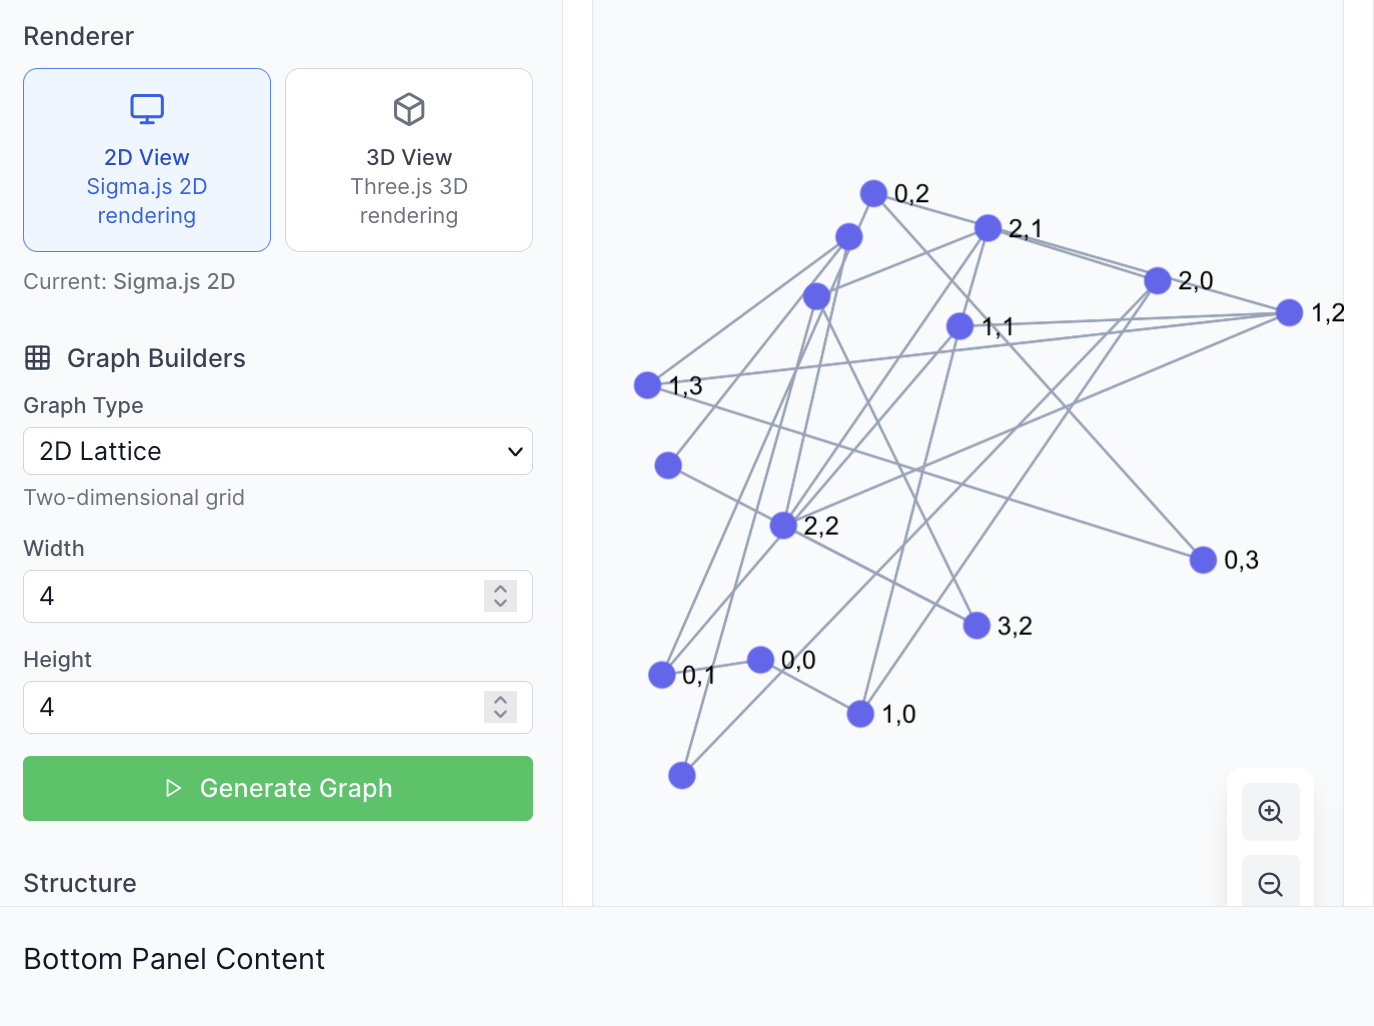 Renderer
2D View
Sigma.js 2D
rendering
3D View
Three.js 3D
rendering
Current: Sigma.js 2D
Graph Builders
Graph Type
2D Lattice
Two-dimensional grid
Width
4
Height
4
Generate Graph
Structure
0,2
2,1
2,0
1,2
1,1
1,3
2,2
0,3
3,2
0,0
0,1
1,0
Bottom Panel Content